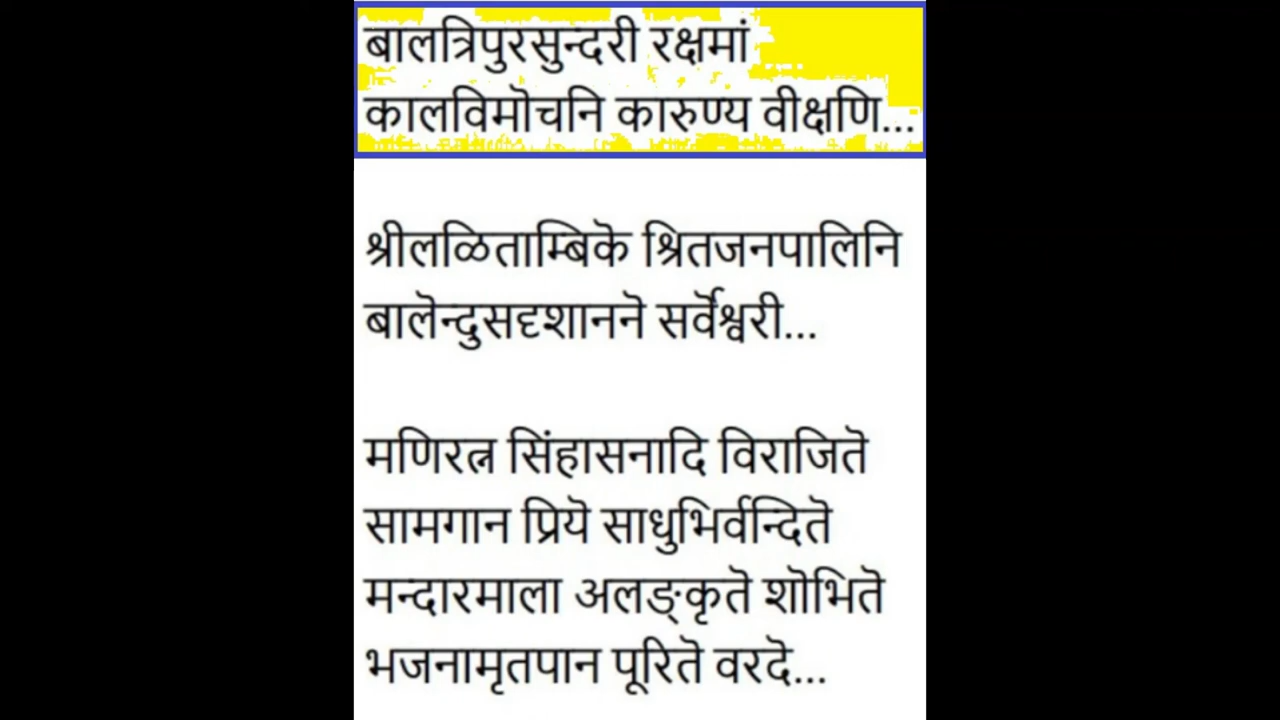 बालत्रिपुरसुन्दरी रक्षमां
कालविमॊचनि कारुण्य वीक्षणि...
श्रीलळिताम्बिकॆ श्रितजनपालिनि
बालॆन्दुसदृशाननॆ सर्वॆश्वरी...
मणिरत्न सिंहासनादि विराजितॆ
सामगान प्रियॆ साधुभिर्वन्दितॆ
मन्दारमाला अलङ्कृतॆ शॊभितॆ
भजनामृतपान पूरितॆ वरदॆ...